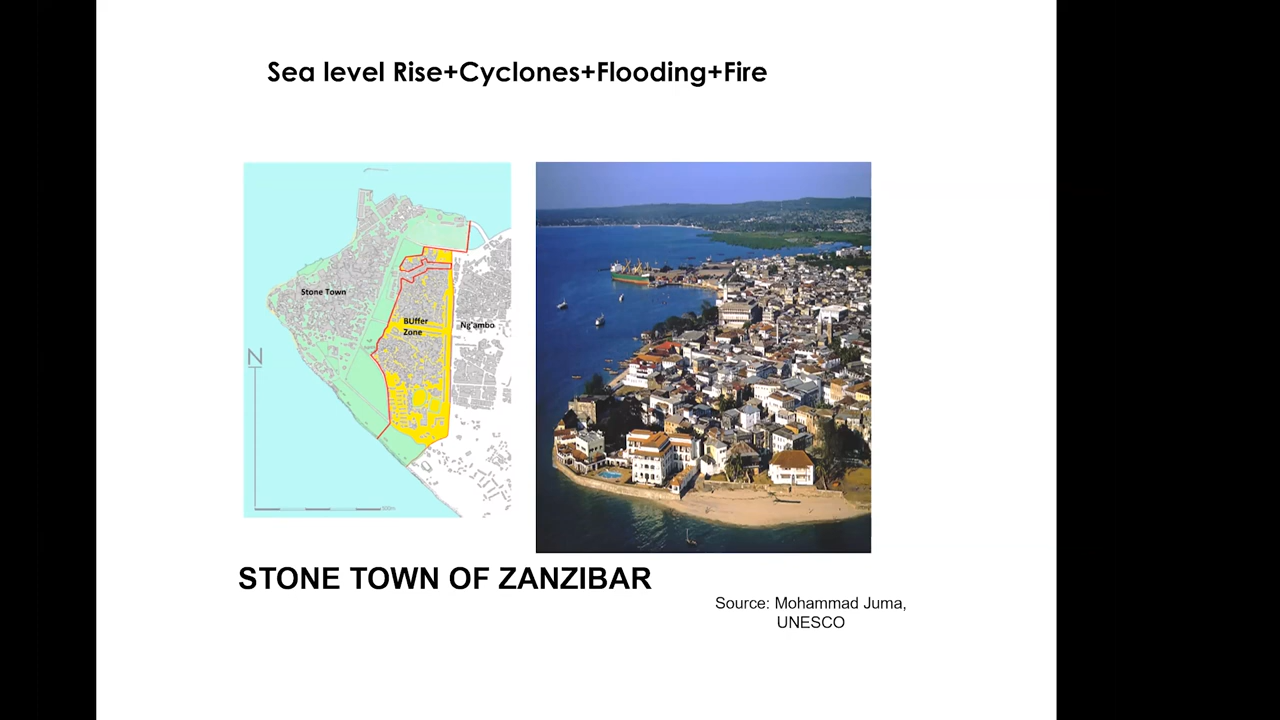 Sea level Rise+Cyclones+Flooding+Fire
Stone Town
BUffer
Zone
Ng'ambo
N
STONE TOWN OF ZANZIBAR
Source: Mohammad Juma,
UNESCO